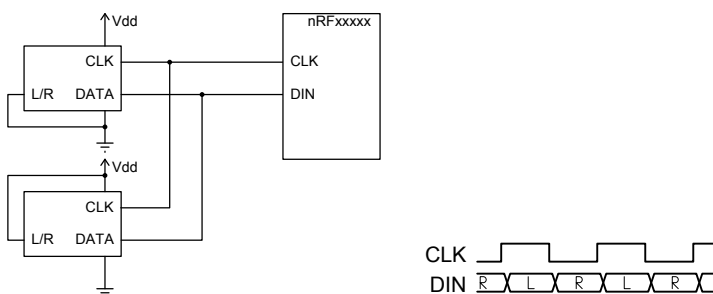 Vdd
nRFxxxxx
CLK
CLK
L/R DATA
DIN
Vdd
CLK
L/R DATA
CLK
DIN R L R L R